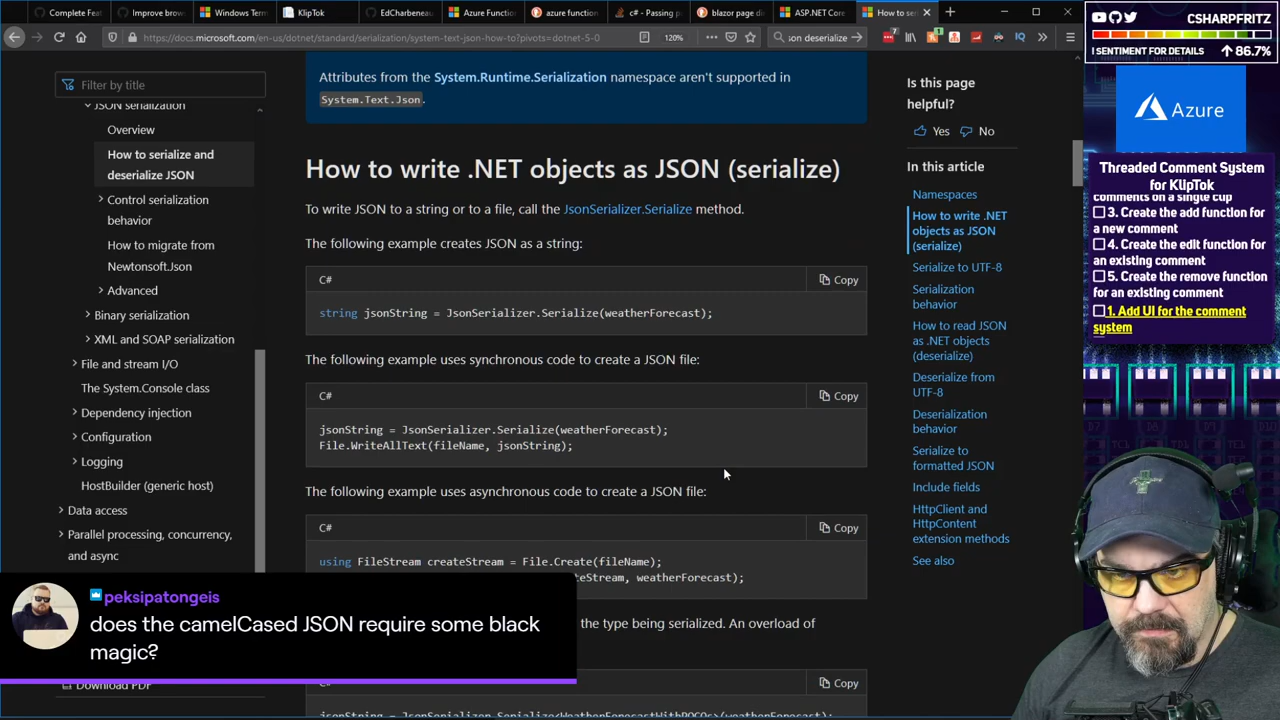 Complete Feat
Improve brow
Windows Term
KlipTok
EdCharbeneau
Azure Functio
azure function
c# - Passing p
blazor page di
ASP.NET Core
How to seri
https://docs.microsoft.com/en-us/dotnet/standard/serialization/system-text-json-how-to?pivots=dotnet-5-0
120%
son deserialize
Filter by title
JSON serialization
Overview
How to serialize and
deserialize JSON
Control serialization
behavior
How to migrate from
Newtonsoft.Json
Advanced
Binary serialization
XML and SOAP serialization
File and stream I/O
The System.Console class
Dependency injection
Configuration
Logging
HostBuilder (generic host)
Data access
Parallel processing, concurrency,
and async
Download PDF
Attributes from the System.Runtime.Serialization namespace aren't supported in
System.Text.Json.
How to write .NET objects as JSON (serialize)
To write JSON to a string or to a file, call the JsonSerializer.Serialize method.
The following example creates JSON as a string:
C#
Copy
string jsonString = JsonSerializer.Serialize(weatherForecast);
The following example uses synchronous code to create a JSON file:
C#
Copy
jsonString = JsonSerializer.Serialize(weatherForecast);
File.WriteAllText(fileName, jsonString);
The following example uses asynchronous code to create a JSON file:
C#
Copy
using FileStream createStream = File.Create(fileName);
eStream, weatherForecast);
the type being serialized. An overload of
Copy
jsonString = JsonSerializer.Serialize<WeatherForecastWithPOCOs>(weatherForecast);
Is this page
helpful?
Yes
No
In this article
Namespaces
How to write .NET
objects as JSON
(serialize)
Serialize to UTF-8
Serialization
behavior
How to read JSON
as .NET objects
(deserialize)
Deserialize from
UTF-8
Deserialization
behavior
Serialize to
formatted JSON
Include fields
HttpClient and
HttpContent
extension methods
See also
CSHARPFRITZ
! SENTIMENT FOR DETAILS
86.7%
Azure
Threaded Comment System
for KlipTok
comments on a single clip
3. Create the add function for
a new comment
4. Create the edit function for
an existing comment
5. Create the remove function
for an existing comment
1. Add UI for the comment
system
peksipatongeis
does the camelCased JSON require some black
magic?